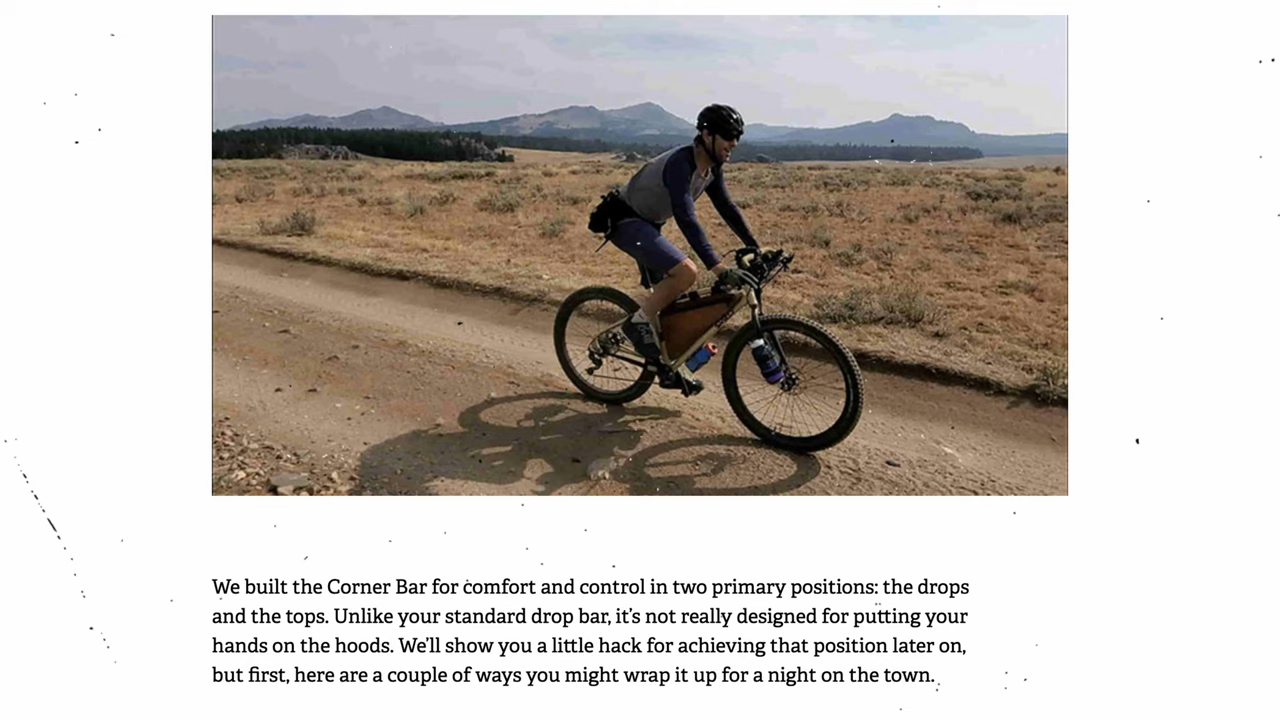 We built the Corner Bar for comfort and control in two primary positions: the drops
and the tops. Unlike your standard drop bar, it's not really designed for putting your
hands on the hoods. We'll show you a little hack for achieving that position later on,
but first, here are a couple of ways you might wrap it up for a night on the town.